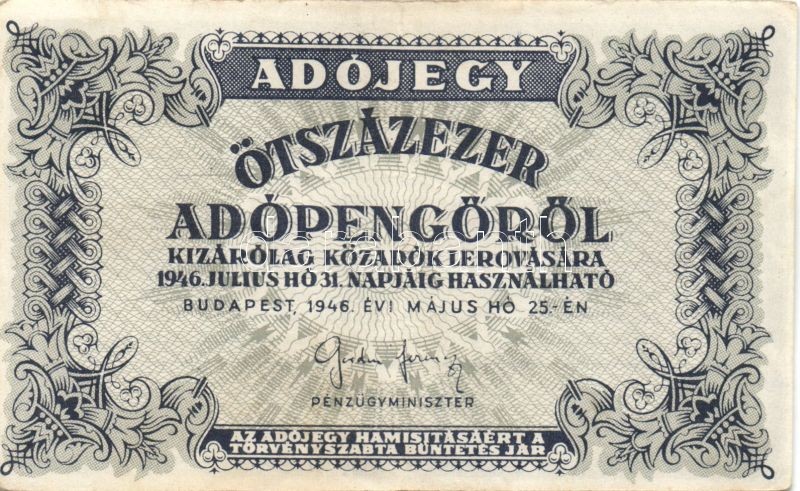 ADÓJEGY
ÖTSZÁZEZER
ADÓPENGŐRŐL
KIZÁRÓLAG KÖZADÓK LEROVÁSÁRA
1946. JULIUS HÓ 31. NAPJÁIG HASZNÁLHATÓ
BUDAPEST, 1946. ÉVI MÁJUS HÓ 25.-ÉN
PÉNZÜGYMINISZTER
AZ ADÓJEGY HAMISITÁSÁÉRT A
TÖRVÉNYSZABTA BÜNTETÉS JÁR